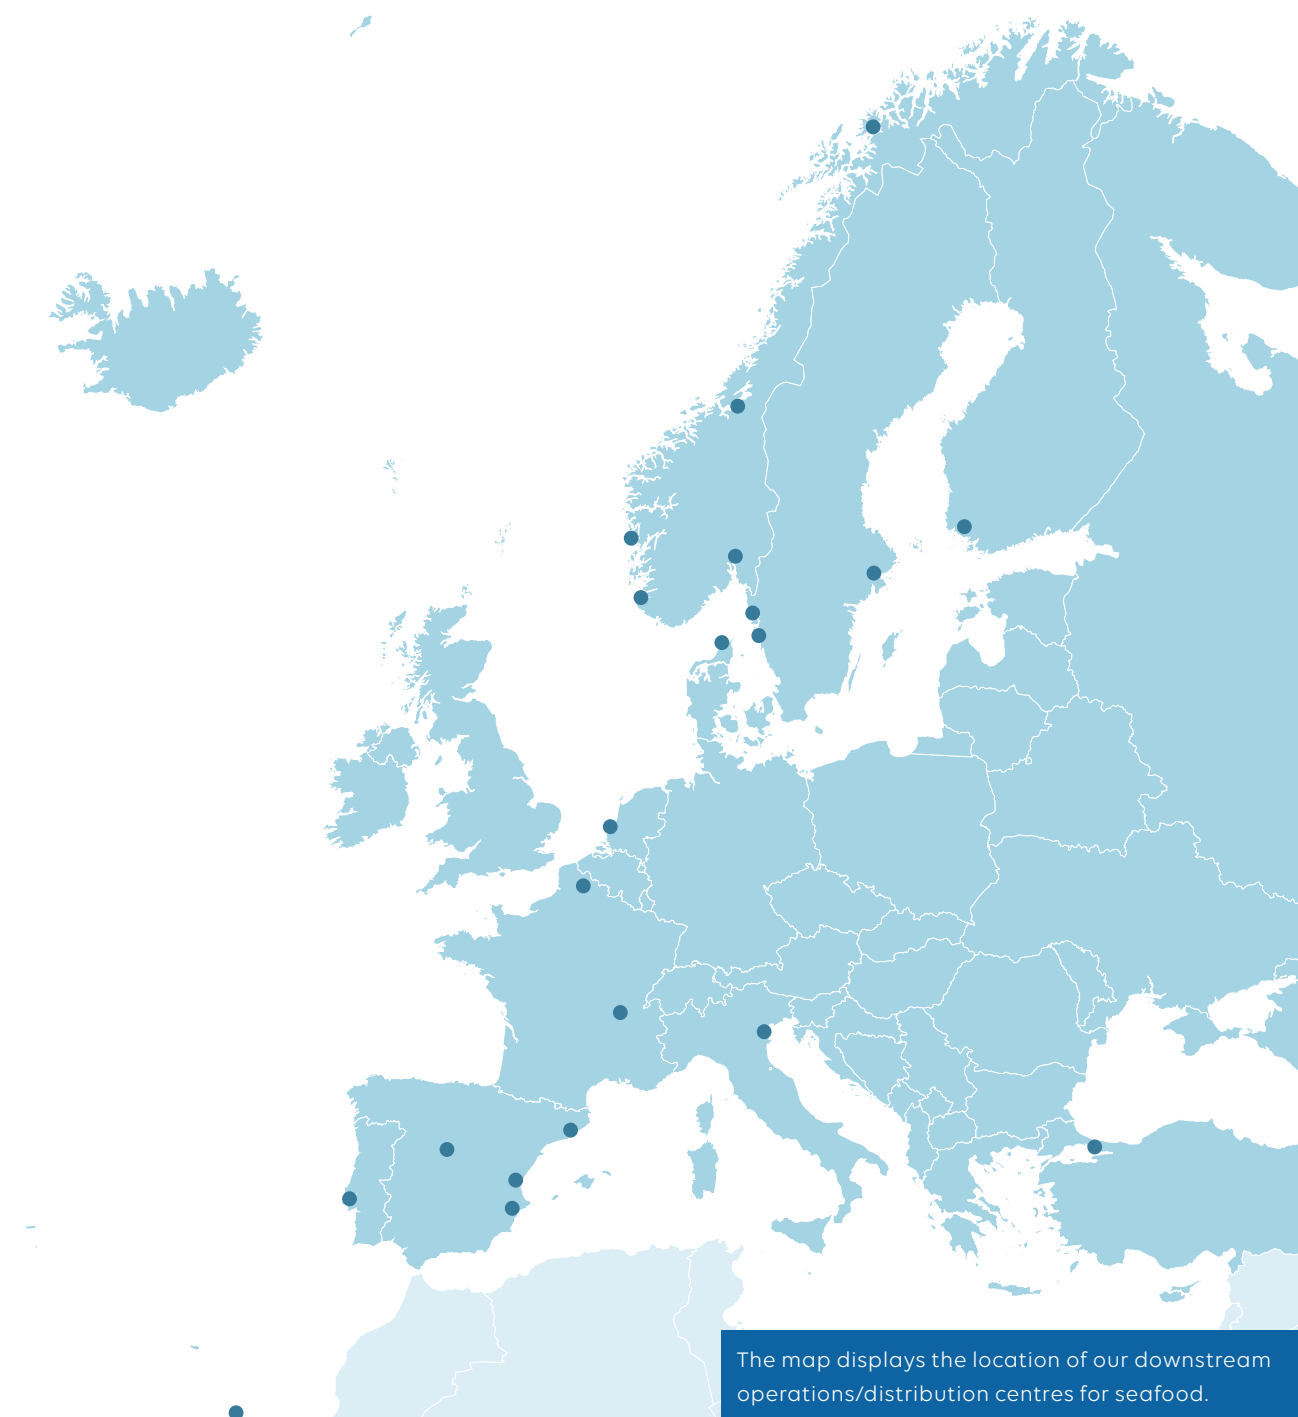 The map displays the location of our downstream
operations/distribution centres for seafood.